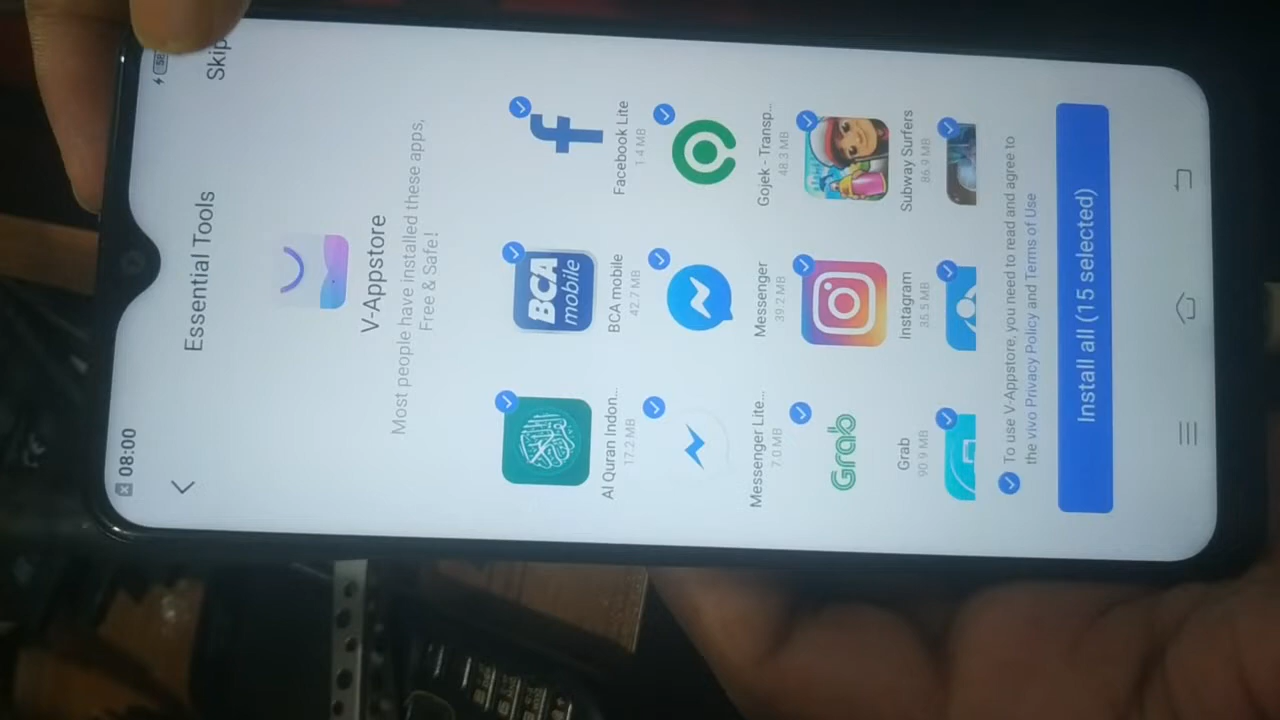 08:00
58
Essential Tools
Skip
V-Appstore
Most people have installed these apps,
Free & Safe!
BCA
mobile
f
Al Quran Indon...
BCA mobile
Facebook Lite
17.2 MB
42.7 MB
1.4 MB
Messenger Lite...
Messenger
Gojek - Transp...
7.0 MB
39.2 MB
48.3 MB
Grab
Grab
Instagram
Subway Surfers
90.9 MB
35.5 MB
86.9 MB
To use V-Appstore, you need to read and agree to
the vivo Privacy Policy and Terms of Use
Install all (15 selected)